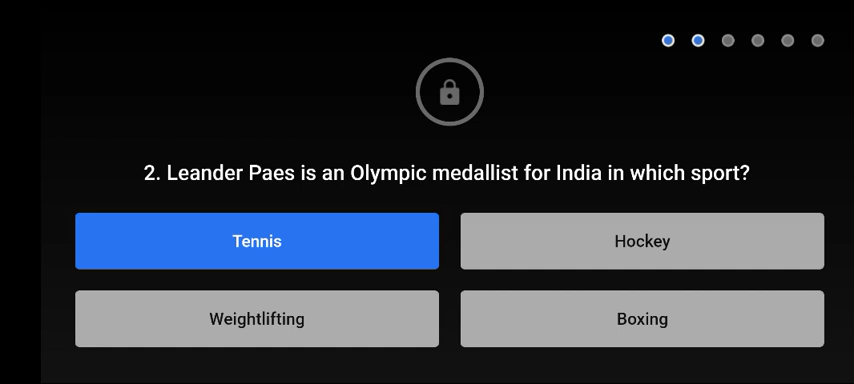 2. Leander Paes is an Olympic medallist for India in which sport?
Tennis
Hockey
Weightlifting
Boxing